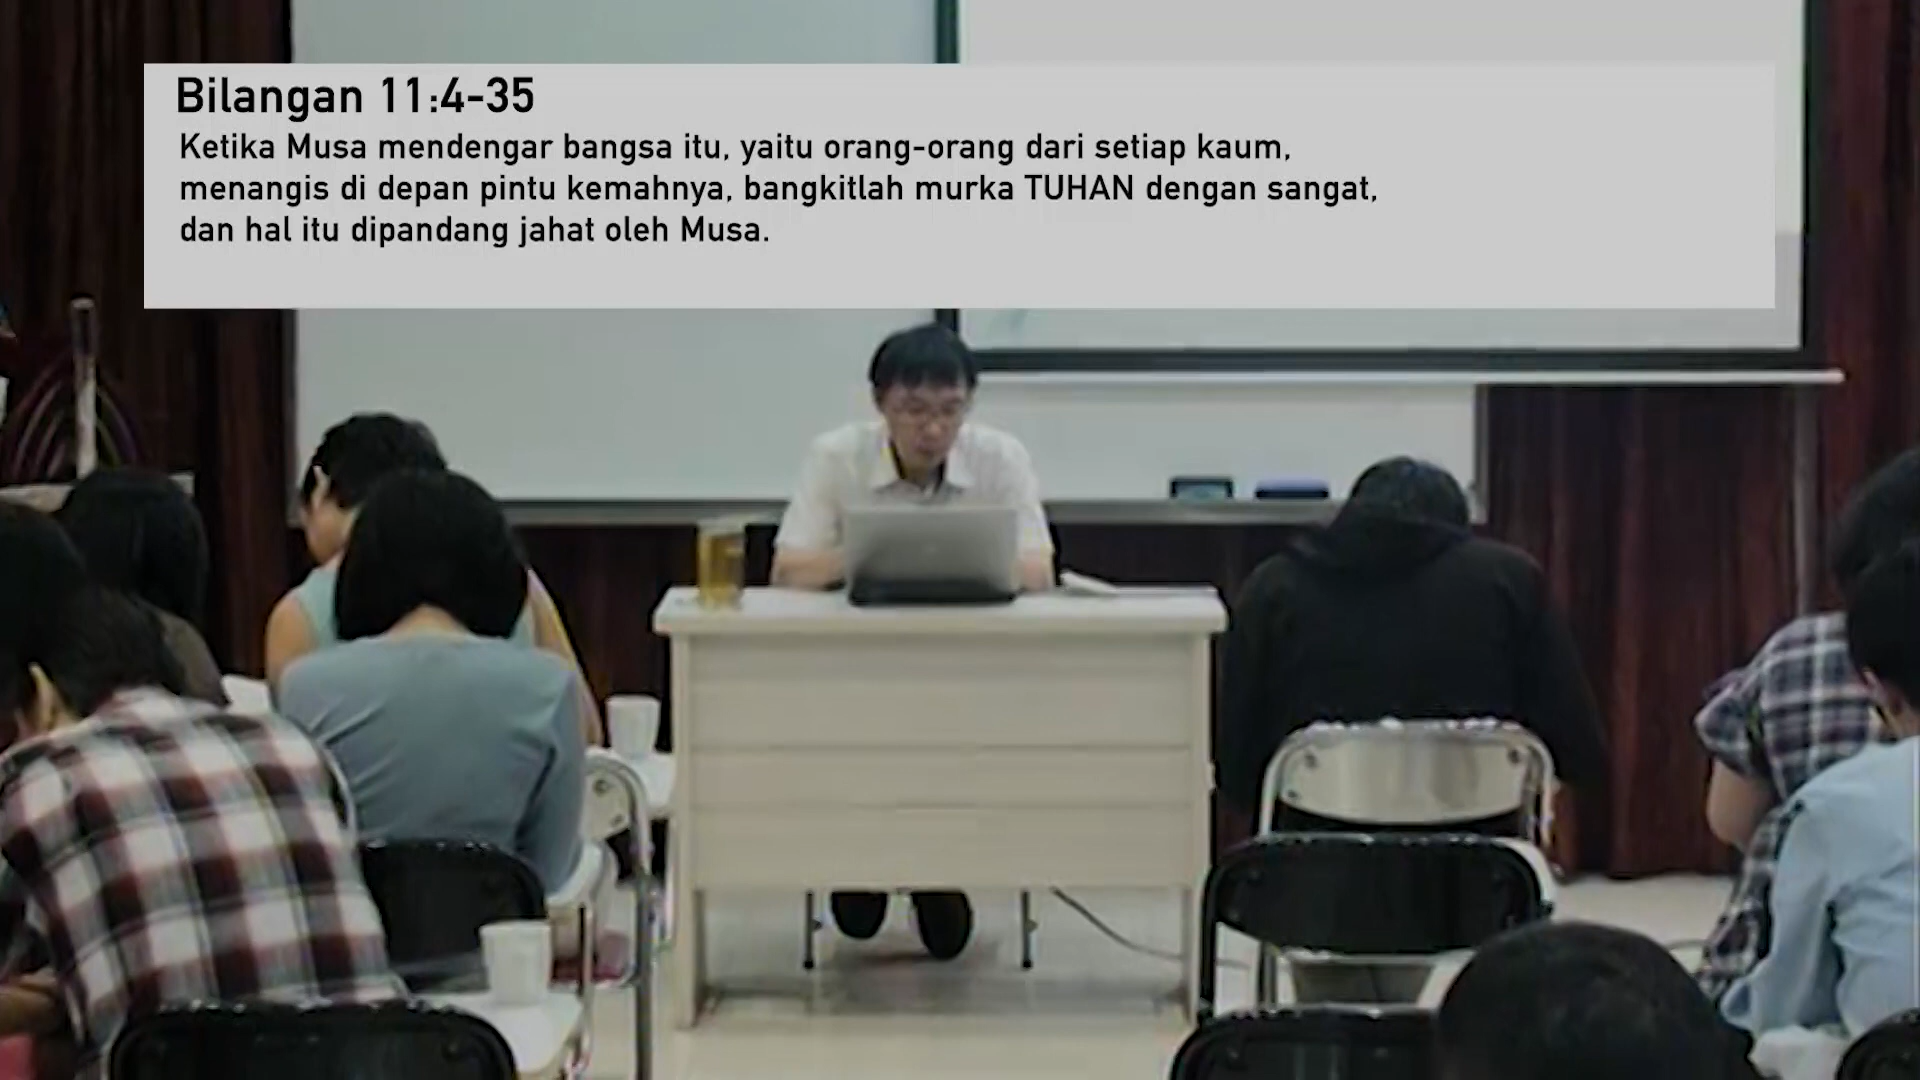 Bilangan 11:4-35
Ketika Musa mendengar bangsa itu, yaitu orang-orang dari setiap kaum,
menangis di depan pintu kemahnya, bangkitlah murka TUHAN dengan sangat,
dan hal itu dipandang jahat oleh Musa.